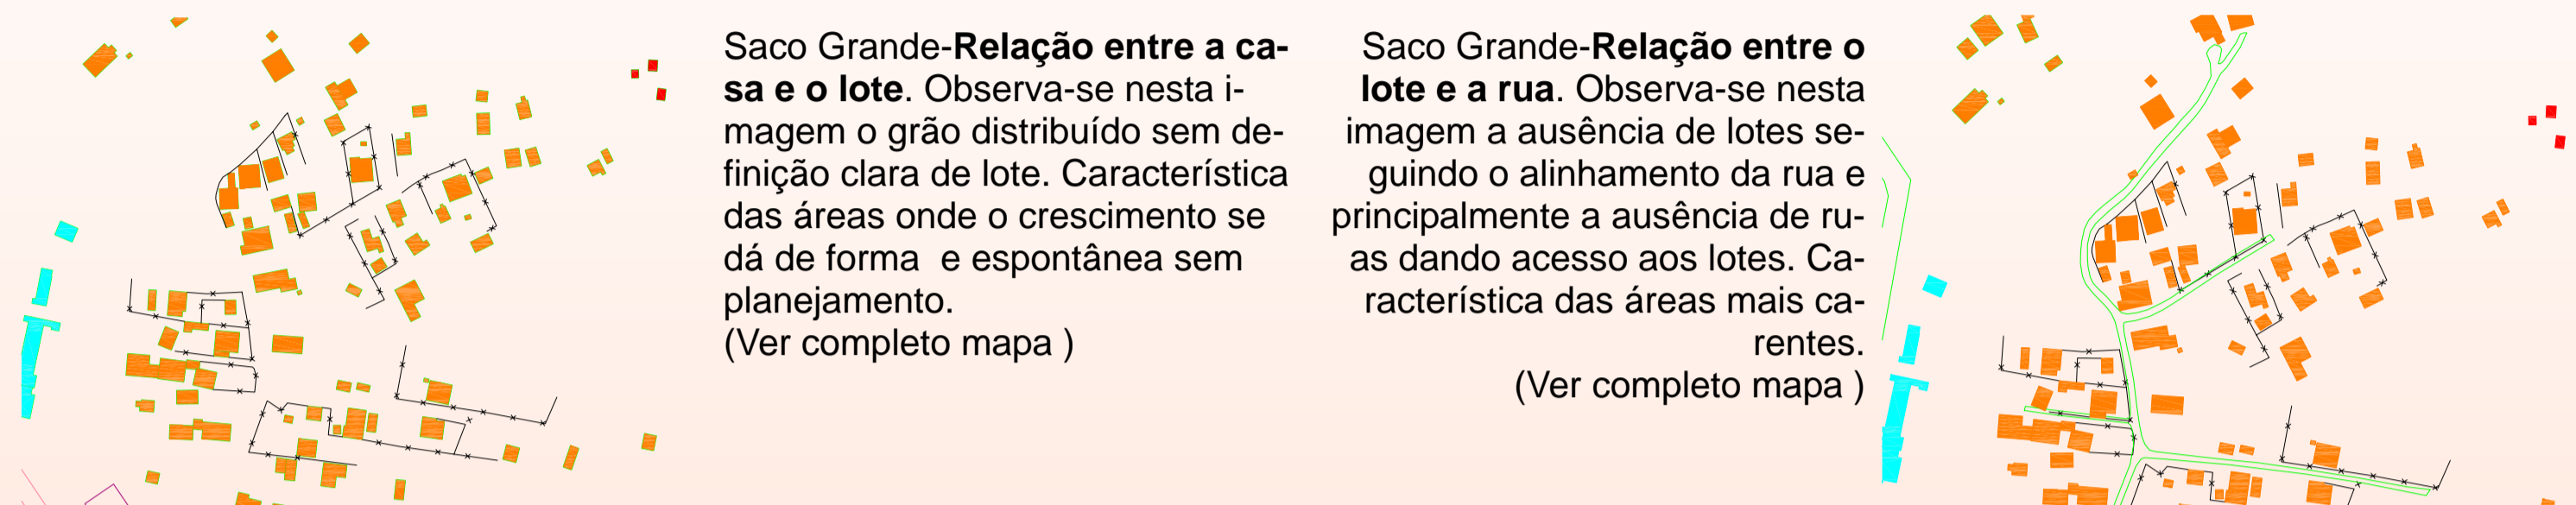 Saco Grande-Relação entre a ca-
sa e o lote. Observa-se nesta i-
magem o grão distribuído sem de-
finição clara de lote. Característica
das áreas onde o crescimento se
dá de forma  e espontânea sem
planejamento.
(Ver completo mapa )
Saco Grande-Relação entre o
lote e a rua. Observa-se nesta
imagem a ausência de lotes se-
guindo o alinhamento da rua e
principalmente a ausência de ru-
as dando acesso aos lotes. Ca-
racterística das áreas mais ca-
rentes.
(Ver completo mapa )